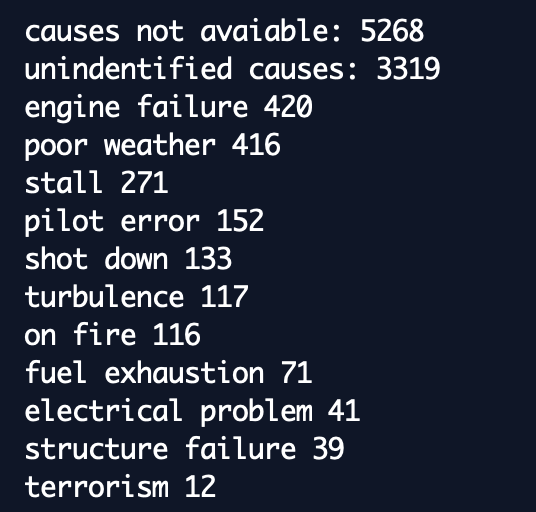 causes not avaiable: 5268
unindentified causes: 3319
engine failure 420
poor weather 416
stall 271
pilot error 152
shot down 133
turbulence 117
on fire 116
fuel exhaustion 71
electrical problem 41
structure failure 39
terrorism 12